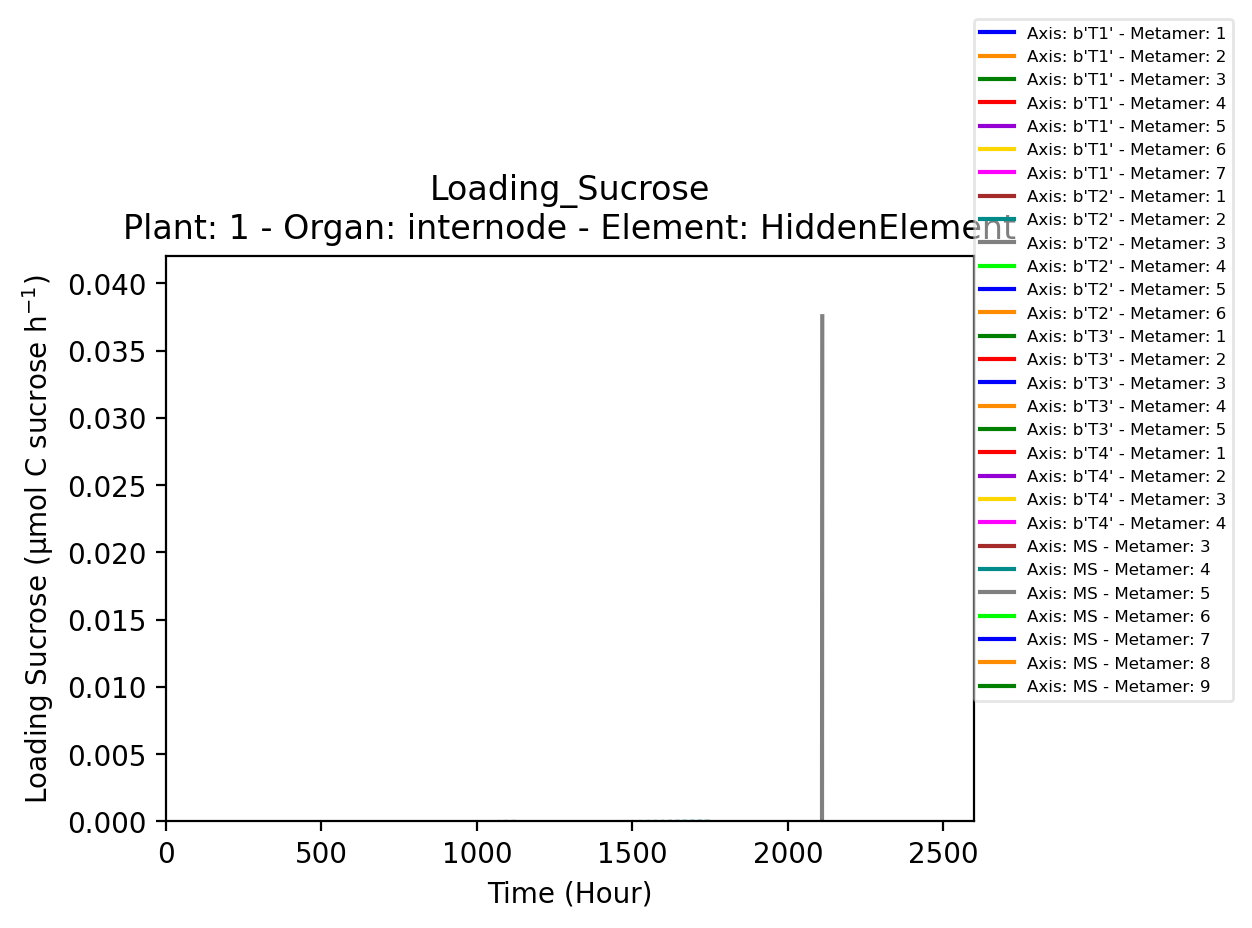 Loading_Sucrose
Plant: 1 - Organ: internode - Element: HiddenElement
Loading Sucrose (µmol C sucrose h⁻¹)
0.040
0.035
0.030
0.025
0.020
0.015
0.010
0.005
0.000
0 500 1000 1500 2000 2500
Time (Hour)
Axis: b'T1' - Metamer: 1
Axis: b'T1' - Metamer: 2
Axis: b'T1' - Metamer: 3
Axis: b'T1' - Metamer: 4
Axis: b'T1' - Metamer: 5
Axis: b'T1' - Metamer: 6
Axis: b'T1' - Metamer: 7
Axis: b'T2' - Metamer: 1
Axis: b'T2' - Metamer: 2
Axis: b'T2' - Metamer: 3
Axis: b'T2' - Metamer: 4
Axis: b'T2' - Metamer: 5
Axis: b'T2' - Metamer: 6
Axis: b'T3' - Metamer: 1
Axis: b'T3' - Metamer: 2
Axis: b'T3' - Metamer: 3
Axis: b'T3' - Metamer: 4
Axis: b'T3' - Metamer: 5
Axis: b'T4' - Metamer: 1
Axis: b'T4' - Metamer: 2
Axis: b'T4' - Metamer: 3
Axis: b'T4' - Metamer: 4
Axis: MS - Metamer: 3
Axis: MS - Metamer: 4
Axis: MS - Metamer: 5
Axis: MS - Metamer: 6
Axis: MS - Metamer: 7
Axis: MS - Metamer: 8
Axis: MS - Metamer: 9